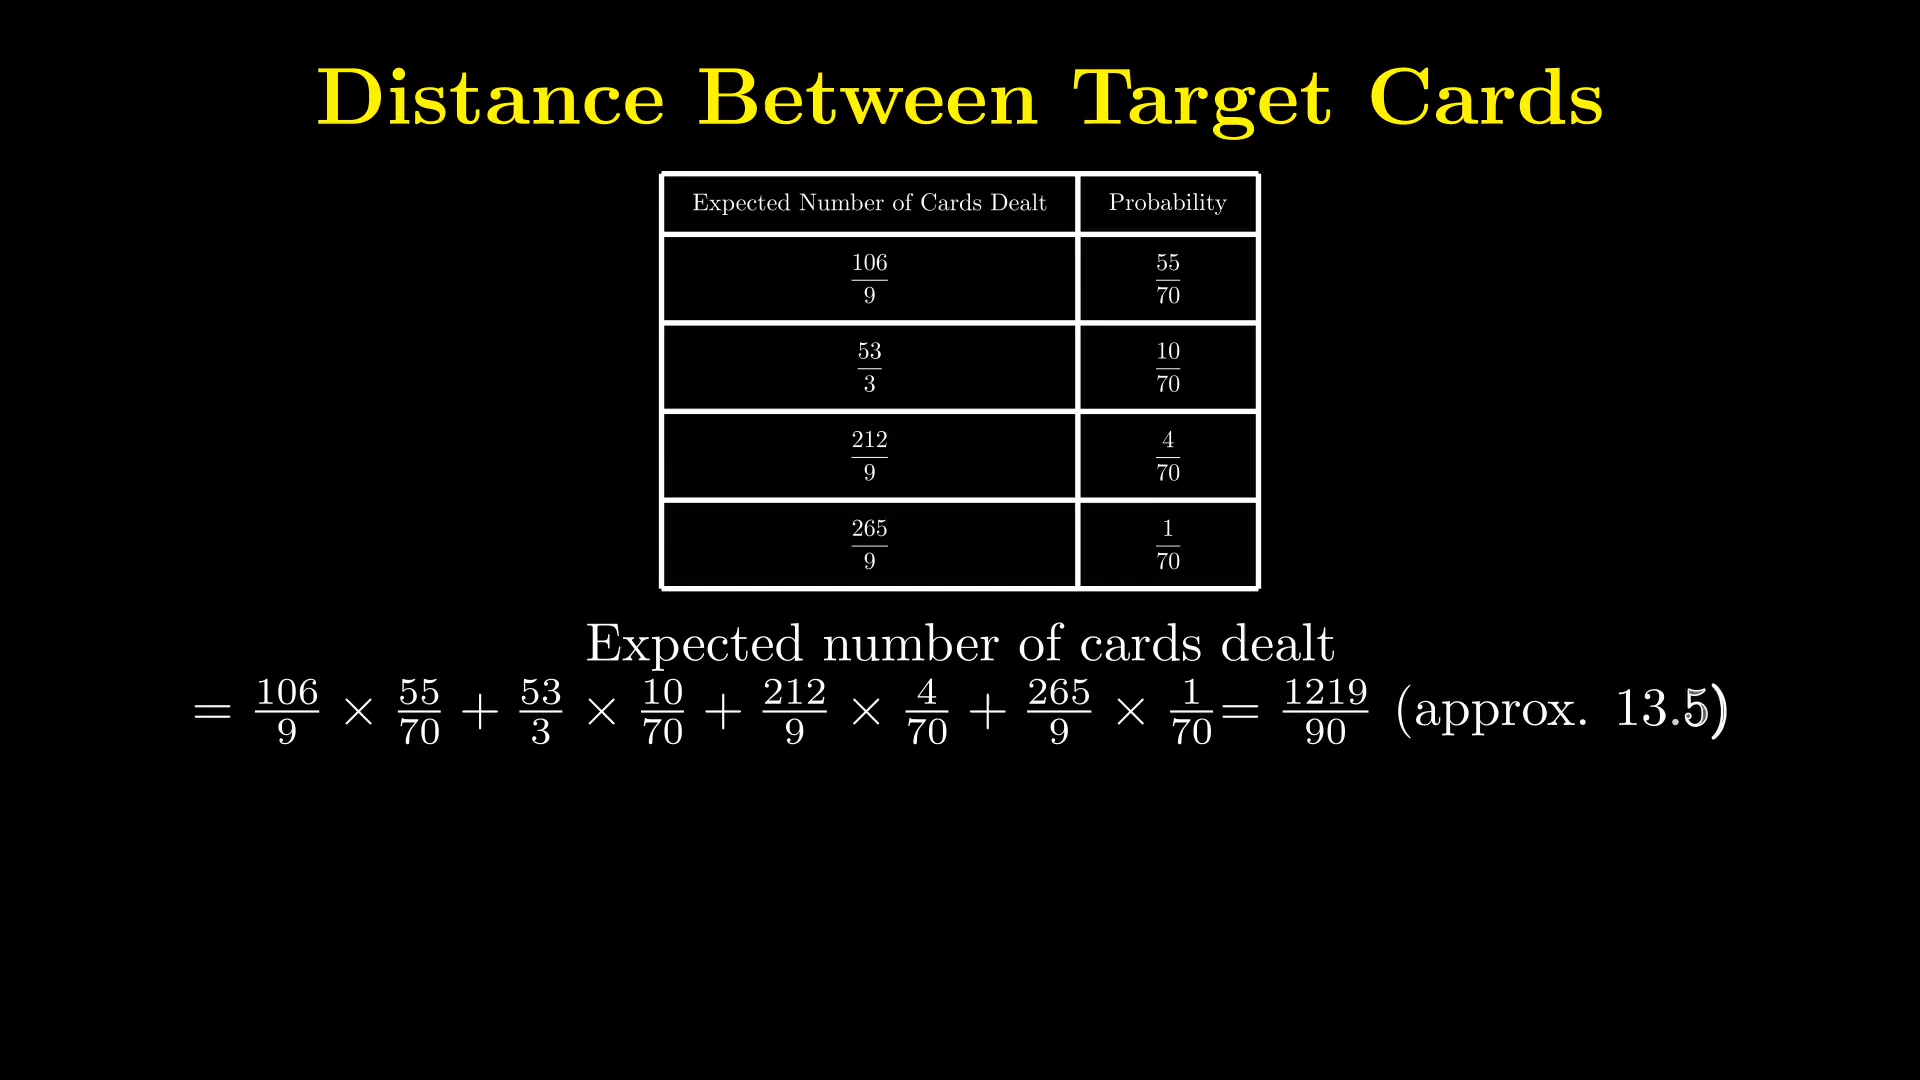 Distance Between Target Cards
Expected Number of Cards Dealt Probability
106/9 55/70
53/3 10/70
212/9 4/70
265/9 1/70
Expected number of cards dealt
= 106/9 × 55/70 + 53/3 × 10/70 + 212/9 × 4/70 + 265/9 × 1/70 = 1219/90 (approx. 13.5)